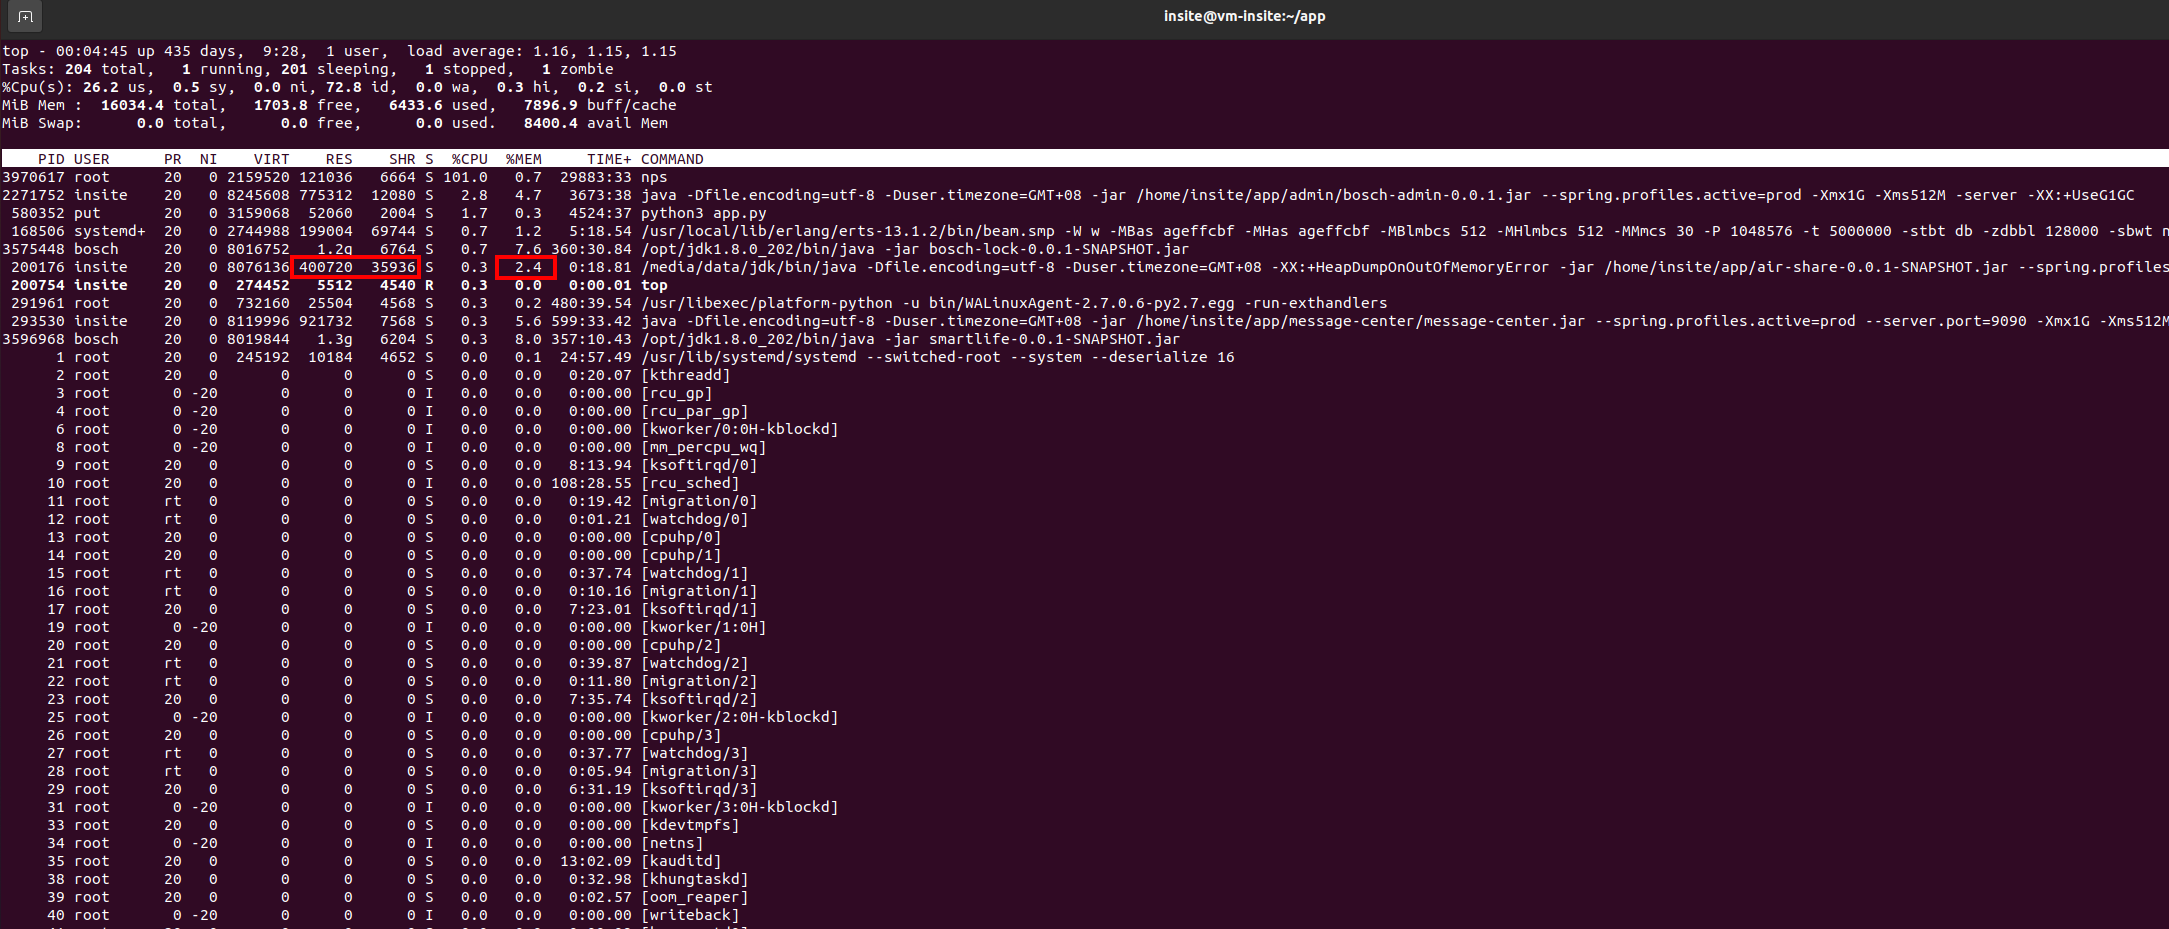 insite@vm-insite:~/app
top - 00:04:45 up 435 days,  9:28,  1 user,  load average: 1.16, 1.15, 1.15
Tasks: 204 total,   1 running, 201 sleeping,   1 stopped,   1 zombie
%Cpu(s): 26.2 us,  0.5 sy,  0.0 ni, 72.8 id,  0.0 wa,  0.3 hi,  0.2 si,  0.0 st
MiB Mem :  16034.4 total,   1703.8 free,   6433.6 used,   7896.9 buff/cache
MiB Swap:      0.0 total,      0.0 free,      0.0 used.   8400.4 avail Mem
PID USER      PR  NI    VIRT    RES    SHR S  %CPU  %MEM     TIME+ COMMAND
3970617 root      20   0 2159520 121036   6664 S 101.0   0.7  29883:33 nps
2271752 insite    20   0 8245608 775312  12080 S   2.8   4.7   3673:38 java -Dfile.encoding=utf-8 -Duser.timezone=GMT+08 -jar /home/insite/app/admin/bosch-admin-0.0.1.jar --spring.profiles.active=prod -Xmx1G -Xms512M -server -XX:+UseG1GC
580352 put       20   0 3159068  52060   2004 S   1.7   0.3   4524:37 python3 app.py
168506 systemd+  20   0 2744988 199004  69744 S   0.7   1.2   5:18.54 /usr/local/lib/erlang/erts-13.1.2/bin/beam.smp -W w -MBas ageffcbf -MHas ageffcbf -MBlmbcs 512 -MHlmbcs 512 -MMmcs 30 -P 1048576 -t 5000000 -stbt db -zdbbl 128000 -sbwt n
3575448 bosch     20   0 8016752   1.2g   6764 S   0.7   7.6 360:30.84 /opt/jdk1.8.0_202/bin/java -jar bosch-lock-0.0.1-SNAPSHOT.jar
200176 insite    20   0 8076136 400720  35936 S   0.3   2.4   0:18.81 /media/data/jdk/bin/java -Dfile.encoding=utf-8 -Duser.timezone=GMT+08 -XX:+HeapDumpOnOutOfMemoryError -jar /home/insite/app/air-share-0.0.1-SNAPSHOT.jar --spring.profiles
200754 insite    20   0  274452   5512   4540 R   0.3   0.0   0:00.01 top
291961 root      20   0  732160  25504   4568 S   0.3   0.2 480:39.54 /usr/libexec/platform-python -u bin/WALinuxAgent-2.7.0.6-py2.7.egg -run-exthandlers
293530 insite    20   0 8119996 921732   7568 S   0.3   5.6 599:33.42 java -Dfile.encoding=utf-8 -Duser.timezone=GMT+08 -jar /home/insite/app/message-center/message-center.jar --spring.profiles.active=prod --server.port=9090 -Xmx1G -Xms512M
3596968 bosch     20   0 8019844   1.3g   6204 S   0.3   8.0 357:10.43 /opt/jdk1.8.0_202/bin/java -jar smartlife-0.0.1-SNAPSHOT.jar
1 root      20   0  245192  10184   4652 S   0.0   0.1  24:57.49 /usr/lib/systemd/systemd --switched-root --system --deserialize 16
2 root      20   0       0      0      0 S   0.0   0.0   0:20.07 [kthreadd]
3 root       0 -20       0      0      0 I   0.0   0.0   0:00.00 [rcu_gp]
4 root       0 -20       0      0      0 I   0.0   0.0   0:00.00 [rcu_par_gp]
6 root       0 -20       0      0      0 I   0.0   0.0   0:00.00 [kworker/0:0H-kblockd]
8 root       0 -20       0      0      0 I   0.0   0.0   0:00.00 [mm_percpu_wq]
9 root      20   0       0      0      0 S   0.0   0.0   8:13.94 [ksoftirqd/0]
10 root      20   0       0      0      0 I   0.0   0.0 108:28.55 [rcu_sched]
11 root      rt   0       0      0      0 S   0.0   0.0   0:19.42 [migration/0]
12 root      rt   0       0      0      0 S   0.0   0.0   0:01.21 [watchdog/0]
13 root      20   0       0      0      0 S   0.0   0.0   0:00.00 [cpuhp/0]
14 root      20   0       0      0      0 S   0.0   0.0   0:00.00 [cpuhp/1]
15 root      rt   0       0      0      0 S   0.0   0.0   0:37.74 [watchdog/1]
16 root      rt   0       0      0      0 S   0.0   0.0   0:10.16 [migration/1]
17 root      20   0       0      0      0 S   0.0   0.0   7:23.01 [ksoftirqd/1]
19 root       0 -20       0      0      0 I   0.0   0.0   0:00.00 [kworker/1:0H]
20 root      20   0       0      0      0 S   0.0   0.0   0:00.00 [cpuhp/2]
21 root      rt   0       0      0      0 S   0.0   0.0   0:39.87 [watchdog/2]
22 root      rt   0       0      0      0 S   0.0   0.0   0:11.80 [migration/2]
23 root      20   0       0      0      0 S   0.0   0.0   7:35.74 [ksoftirqd/2]
25 root       0 -20       0      0      0 I   0.0   0.0   0:00.00 [kworker/2:0H-kblockd]
26 root      20   0       0      0      0 S   0.0   0.0   0:00.00 [cpuhp/3]
27 root      rt   0       0      0      0 S   0.0   0.0   0:37.77 [watchdog/3]
28 root      rt   0       0      0      0 S   0.0   0.0   0:05.94 [migration/3]
29 root      20   0       0      0      0 S   0.0   0.0   6:31.19 [ksoftirqd/3]
31 root       0 -20       0      0      0 I   0.0   0.0   0:00.00 [kworker/3:0H-kblockd]
33 root      20   0       0      0      0 S   0.0   0.0   0:00.00 [kdevtmpfs]
34 root       0 -20       0      0      0 I   0.0   0.0   0:00.00 [netns]
35 root      20   0       0      0      0 S   0.0   0.0  13:02.09 [kauditd]
38 root      20   0       0      0      0 S   0.0   0.0   0:32.98 [khungtaskd]
39 root      20   0       0      0      0 S   0.0   0.0   0:02.57 [oom_reaper]
40 root       0 -20       0      0      0 I   0.0   0.0   0:00.00 [writeback]